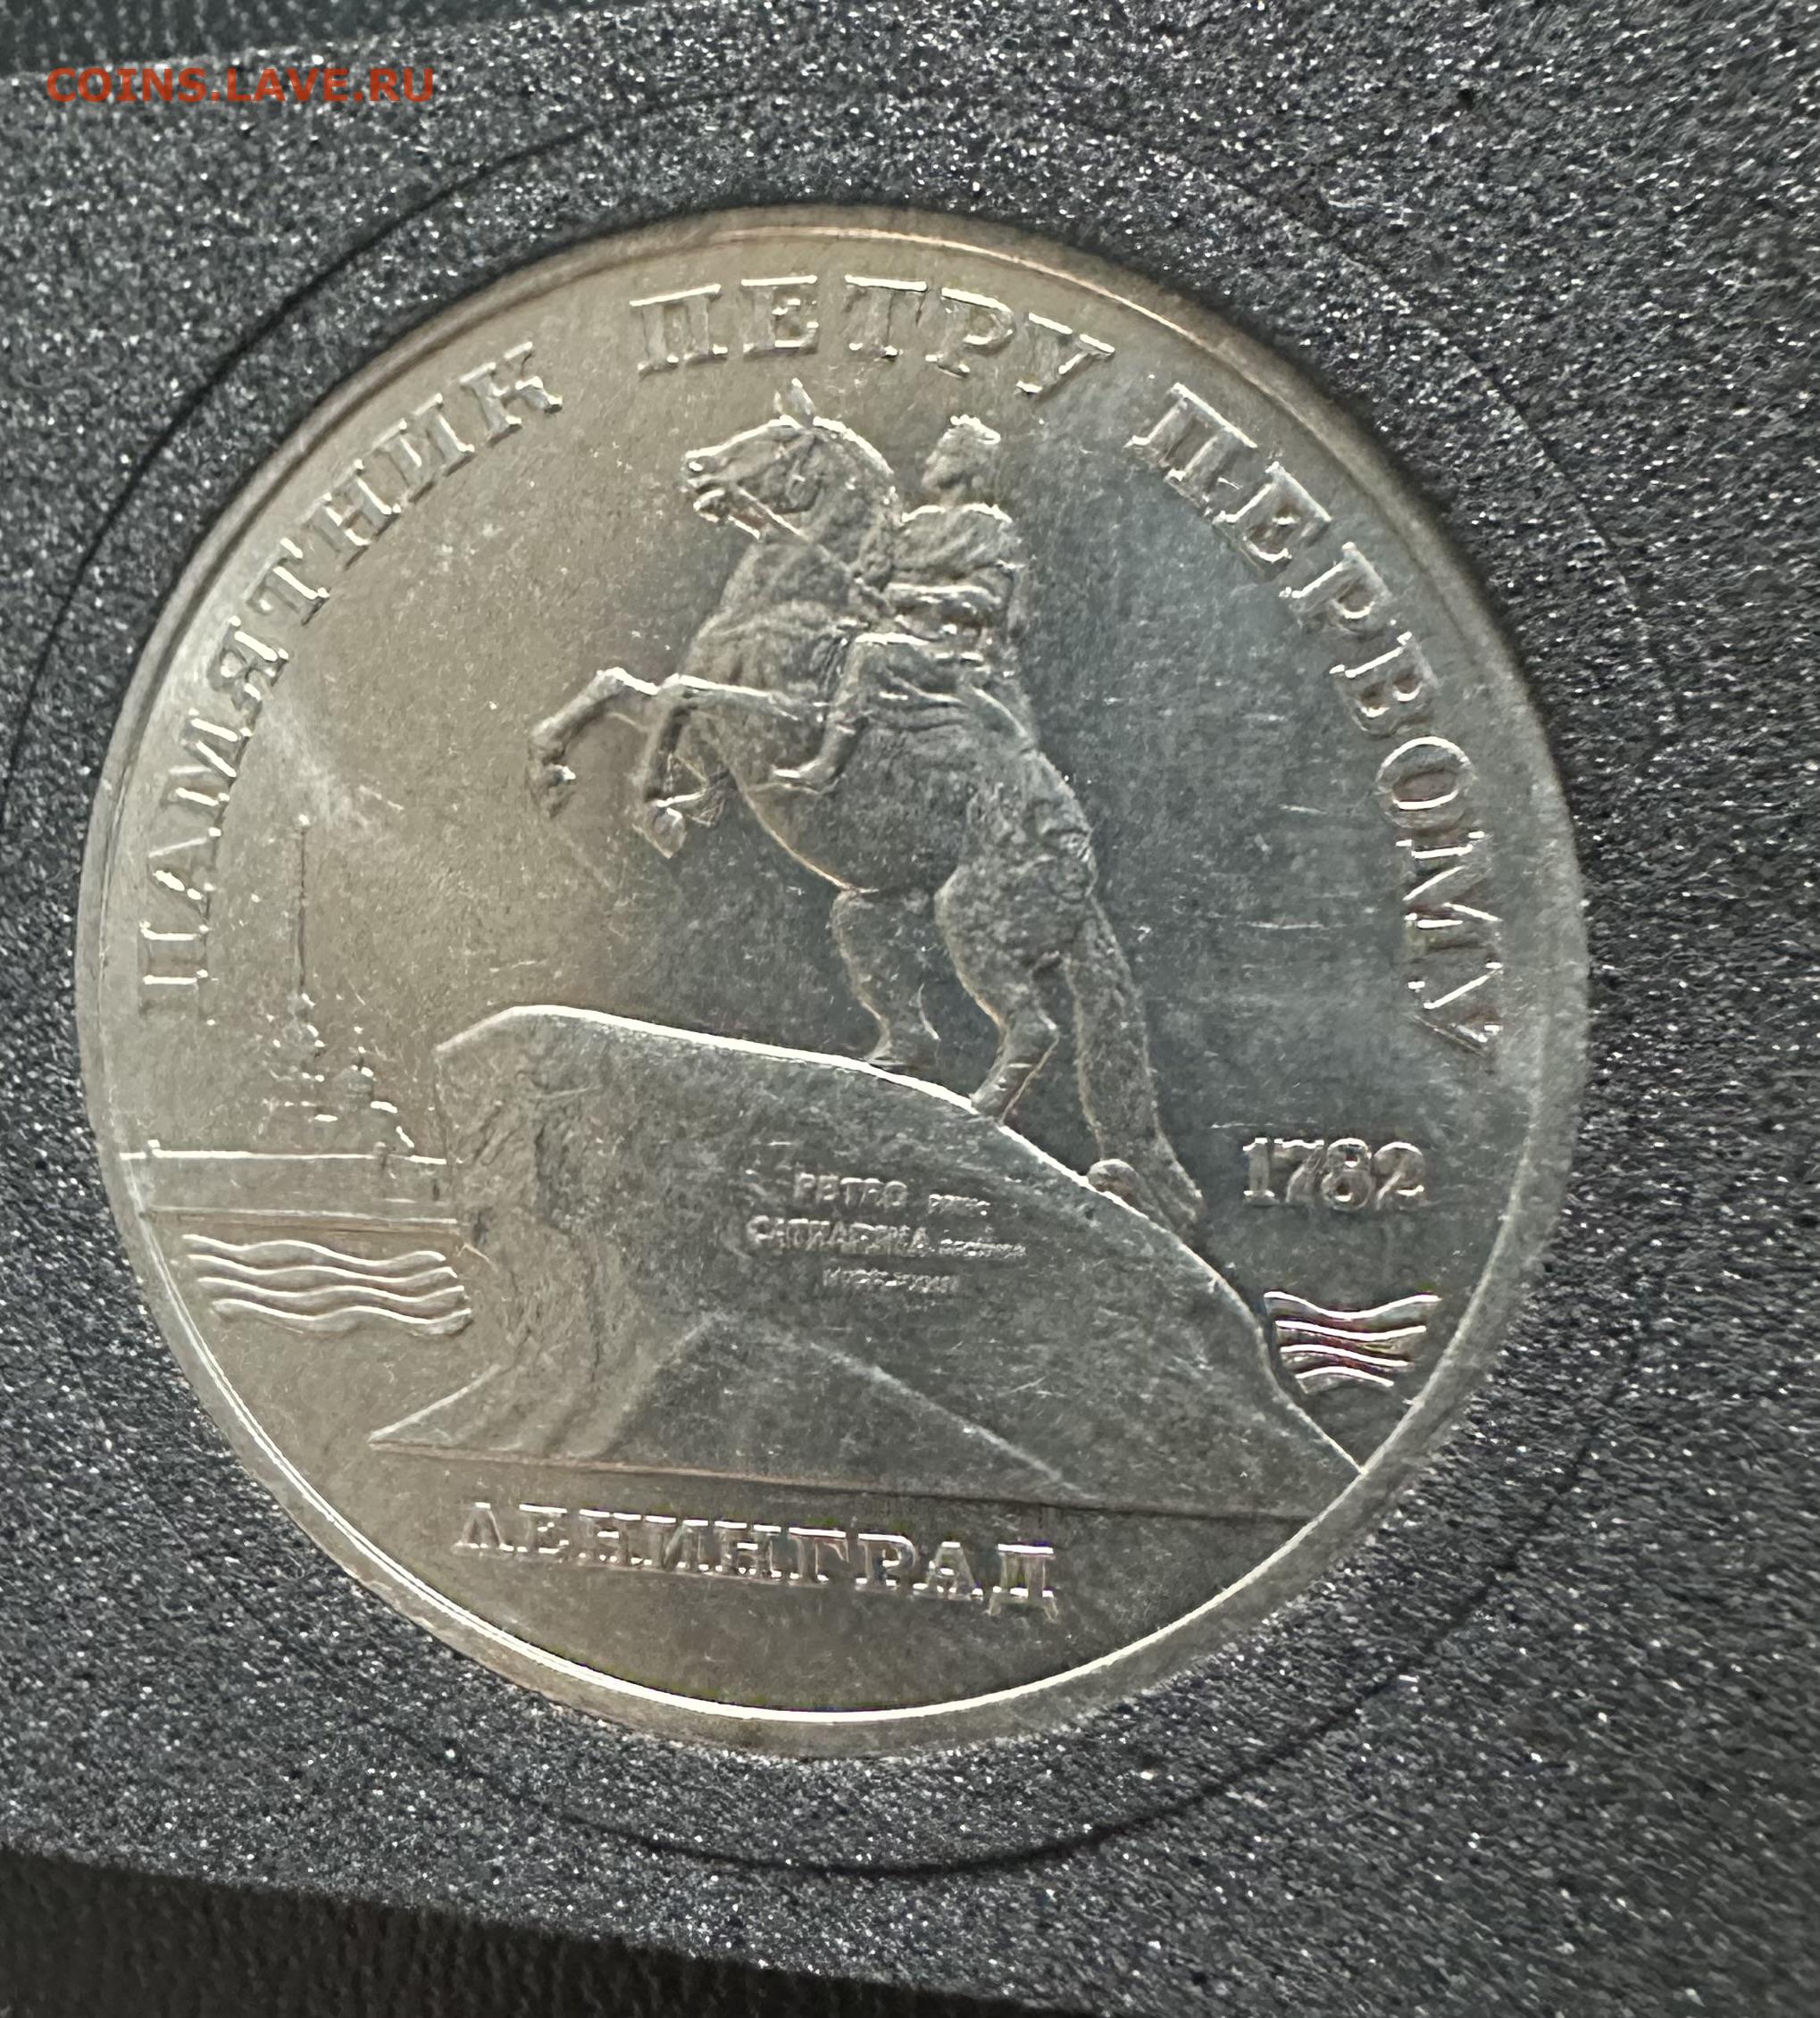 COINS.LAVE.RU
ПАМЯТНИК ПЕТРУ ПЕРВОМУ
1782
PETRO
ЛЕНИНГРАД